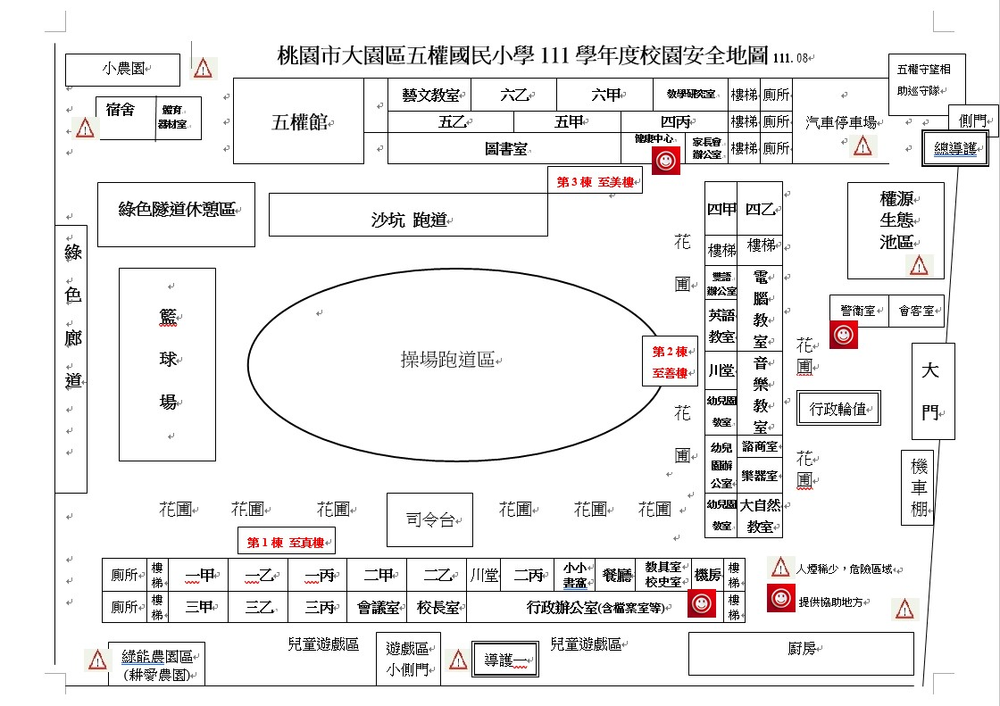 桃園市大園區五權國民小學 111 學年度校園安全地圖 111.08
小農園
宿舍
體育
器材室
五權館
藝文教室
六乙
六甲
教學研究室
樓梯
廁所
五乙
五甲
四丙
樓梯
廁所
圖書室
健康中心
家長會
辦公室
樓梯
廁所
汽車停車場
五權守望相
助巡守隊
側門
總導護
第3棟 至美樓
綠色隧道休憩區
沙坑 跑道
綠
色
廊
道
籃
球
場
操場跑道區
花
圃
第2棟
至善樓
花
圃
四甲
四乙
樓梯
樓梯
雙語
辦公室
英語
教室
電
腦
教
室
川堂
幼兒園
教室
音
樂
教
室
幼兒
園辦
公室
諮商室
樂器室
幼兒園
教室
大自然
教室
權源
生態
池區
警衛室
會客室
花
圃
行政輪值
花
圃
大
門
機
車
棚
花圃
花圃
花圃
司令台
花圃
花圃
花圃
第1棟 至真樓
廁所
樓
梯
一甲
一乙
一丙
二甲
二乙
川堂
二丙
小小
書窩
餐廳
教具室
校史室
機房
樓
梯
廁所
樓
梯
三甲
三乙
三丙
會議室
校長室
行政辦公室(含檔案室等)
樓
梯
人煙稀少，危險區域
提供協助地方
綠能農園區
(耕愛農園)
兒童遊戲區
遊戲區
小側門
導護一
兒童遊戲區
廚房